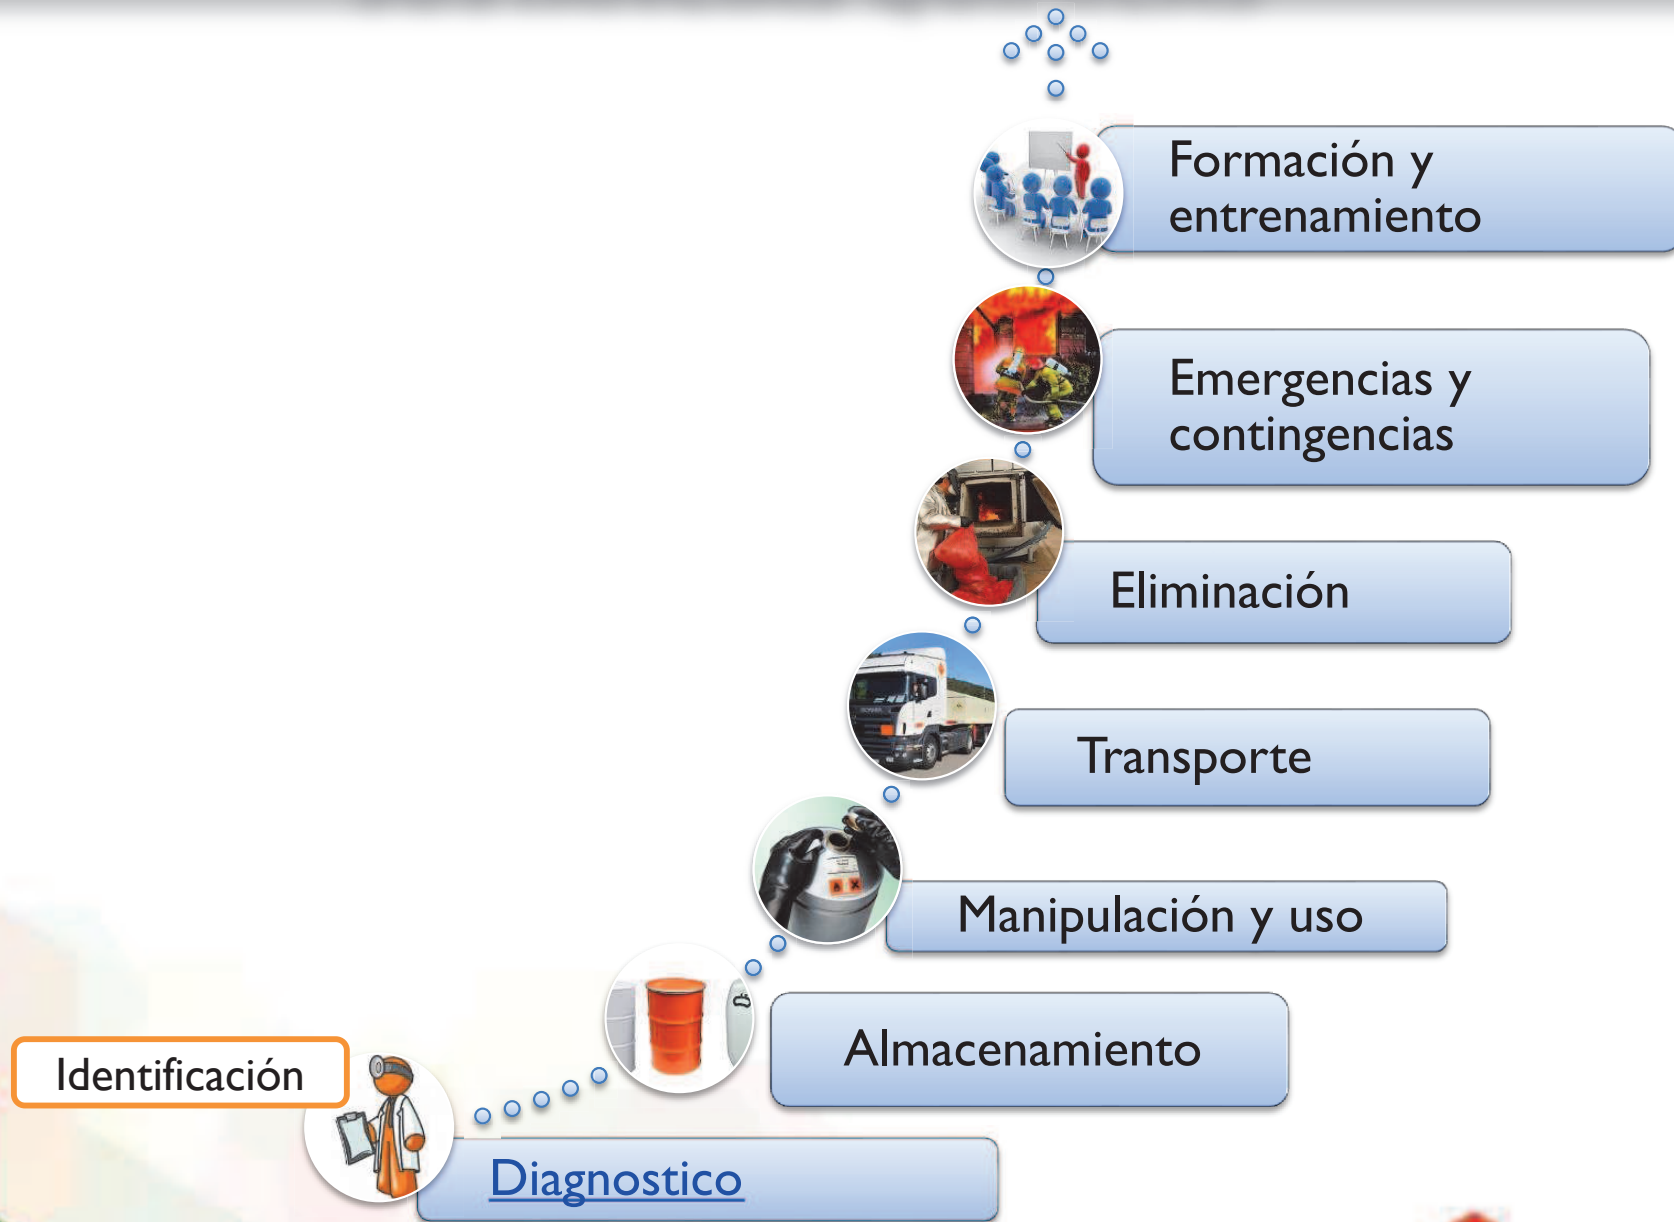 Formación y
entrenamiento
Emergencias y
contingencias
Eliminación
Transporte
Manipulación y uso
Almacenamiento
Identificación
Diagnostico